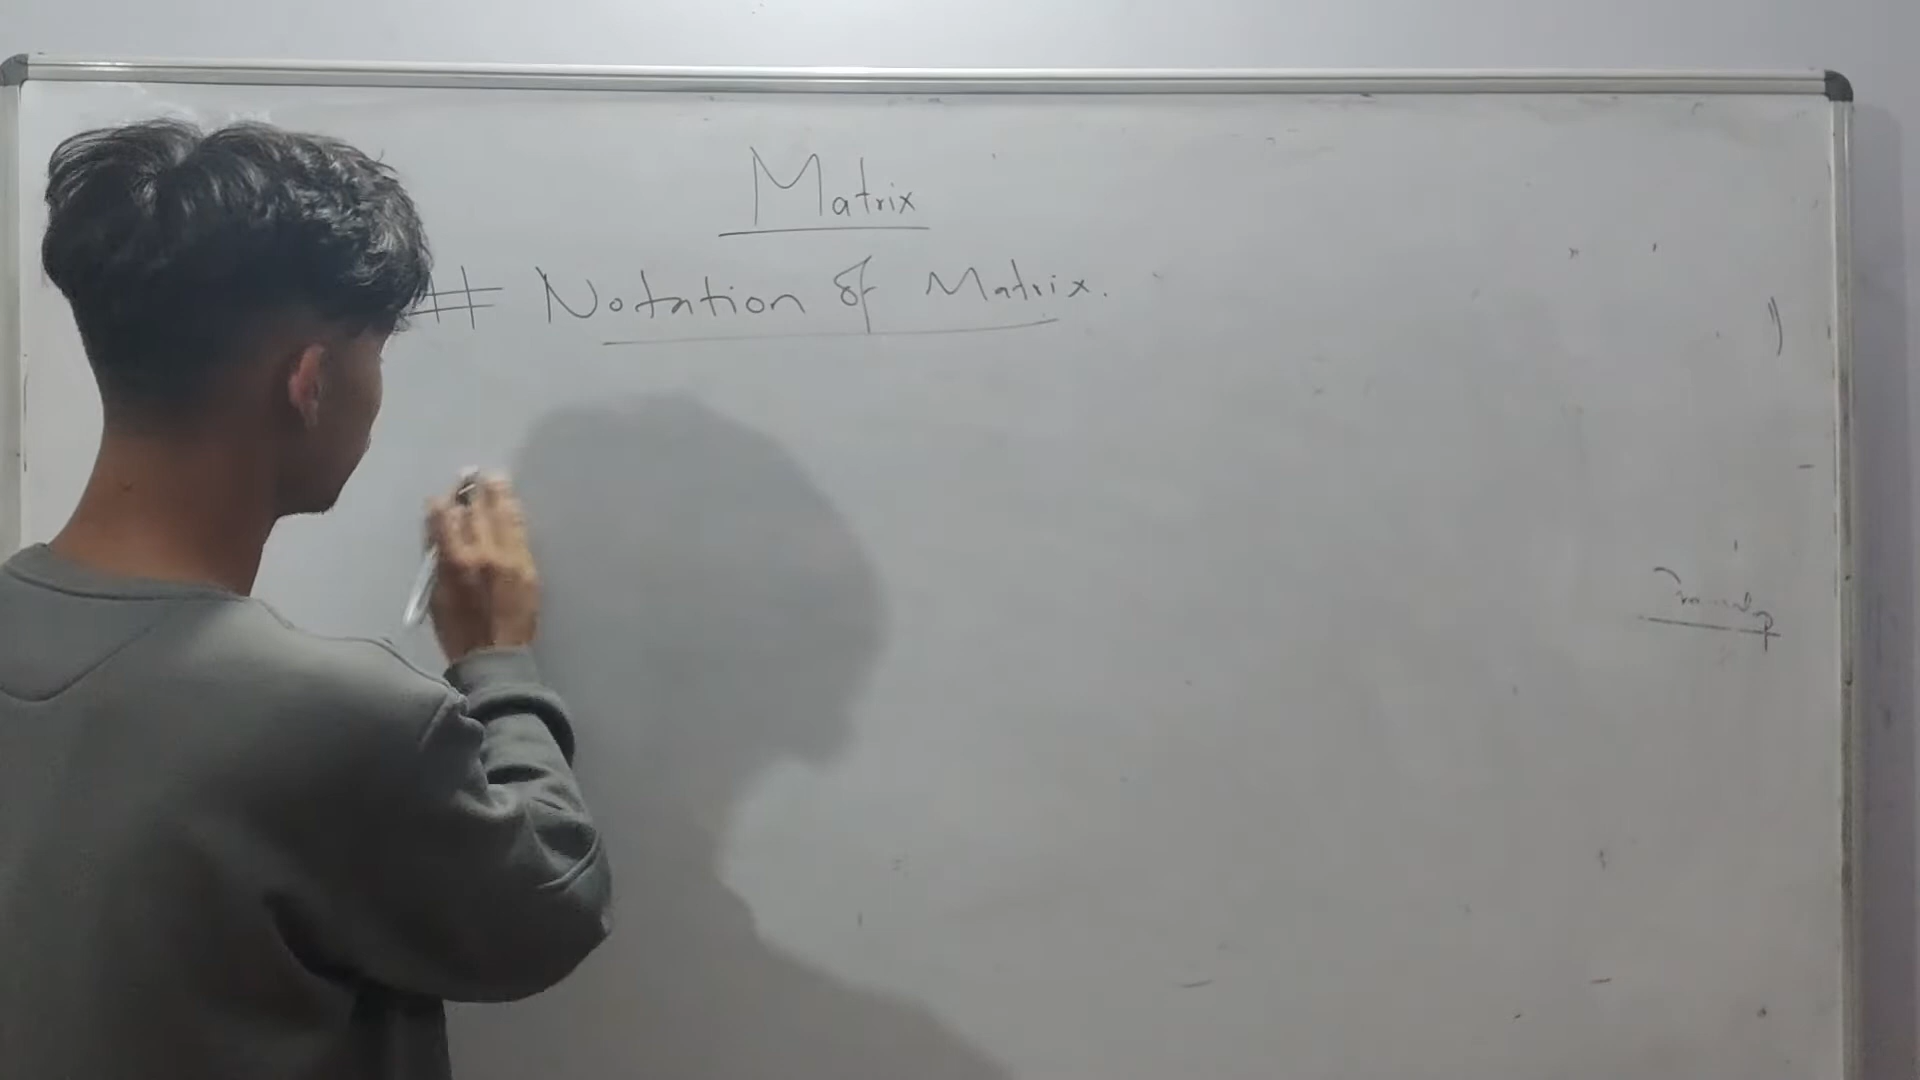 Matrix
# Notation of Matrix.